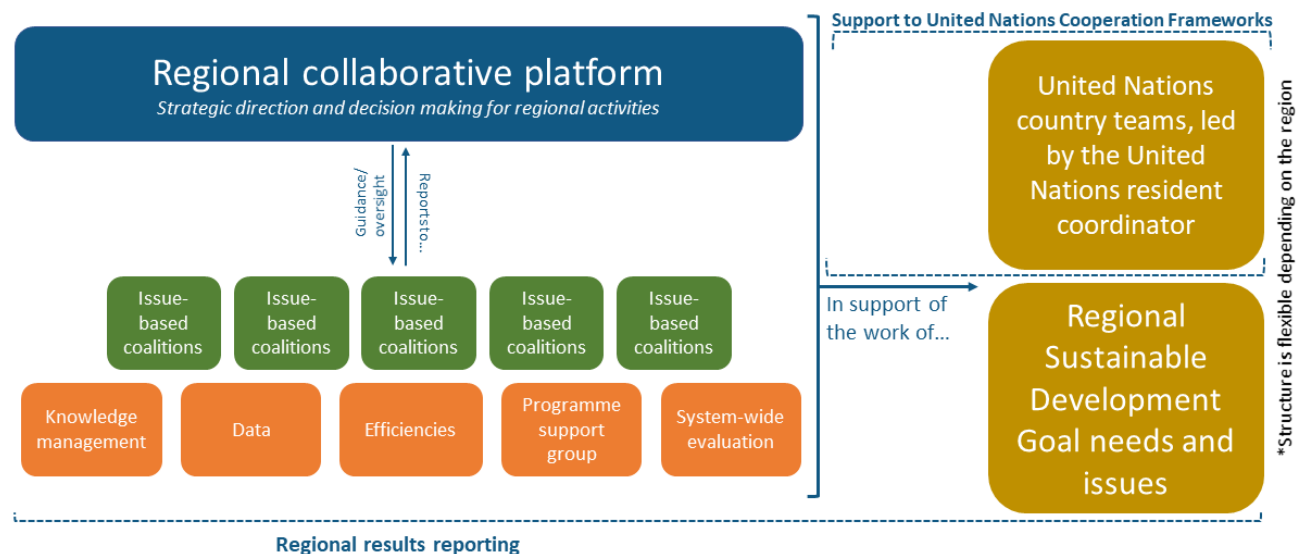 Support to United Nations Cooperation Frameworks
Regional collaborative platform
Strategic direction and decision making for regional activities
Guidance/
oversight
Reportsto...
Issue-
based
coalitions
Issue-
based
coalitions
Issue-
based
coalitions
Issue-
based
coalitions
Issue-
based
coalitions
Knowledge
management
Data
Efficiencies
Programme
support
group
System-wide
evaluation
In support of
the work of...
United Nations
country teams, led
by the United
Nations resident
coordinator
Regional
Sustainable
Development
Goal needs and
issues
*Structure is flexible depending on the region
Regional results reporting